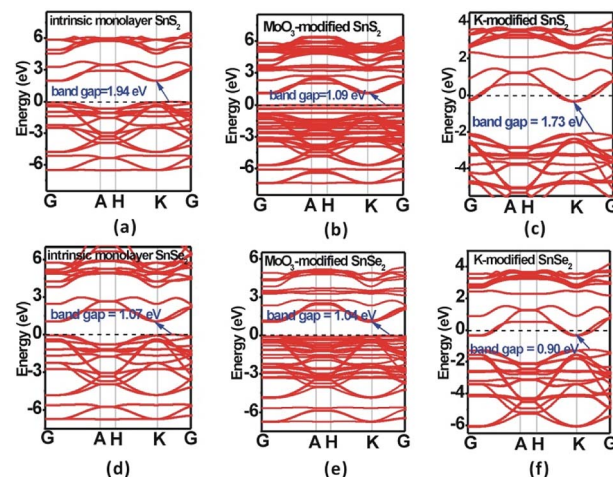 intrinsic monolayer SnS2
Energy (eV)
6
3
0
-3
-6
band gap=1.94 eV
G A H K G
(a)
MoO3-modified SnS2
Energy (eV)
6
3
0
-3
-6
band gap=1.09 eV
G A H K G
(b)
K-modified SnS2
Energy (eV)
4
2
0
-2
-4
band gap = 1.73 eV
G A H K G
(c)
intrinsic monolayer SnSe2
Energy (eV)
6
3
0
-3
-6
band gap = 1.07 eV
G A H K G
(d)
MoO3-modified SnSe2
Energy (eV)
6
3
0
-3
-6
band gap = 1.04 eV
G A H K G
(e)
K-modified SnSe2
Energy (eV)
4
2
0
-2
-4
-6
band gap = 0.90 eV
G A H K G
(f)